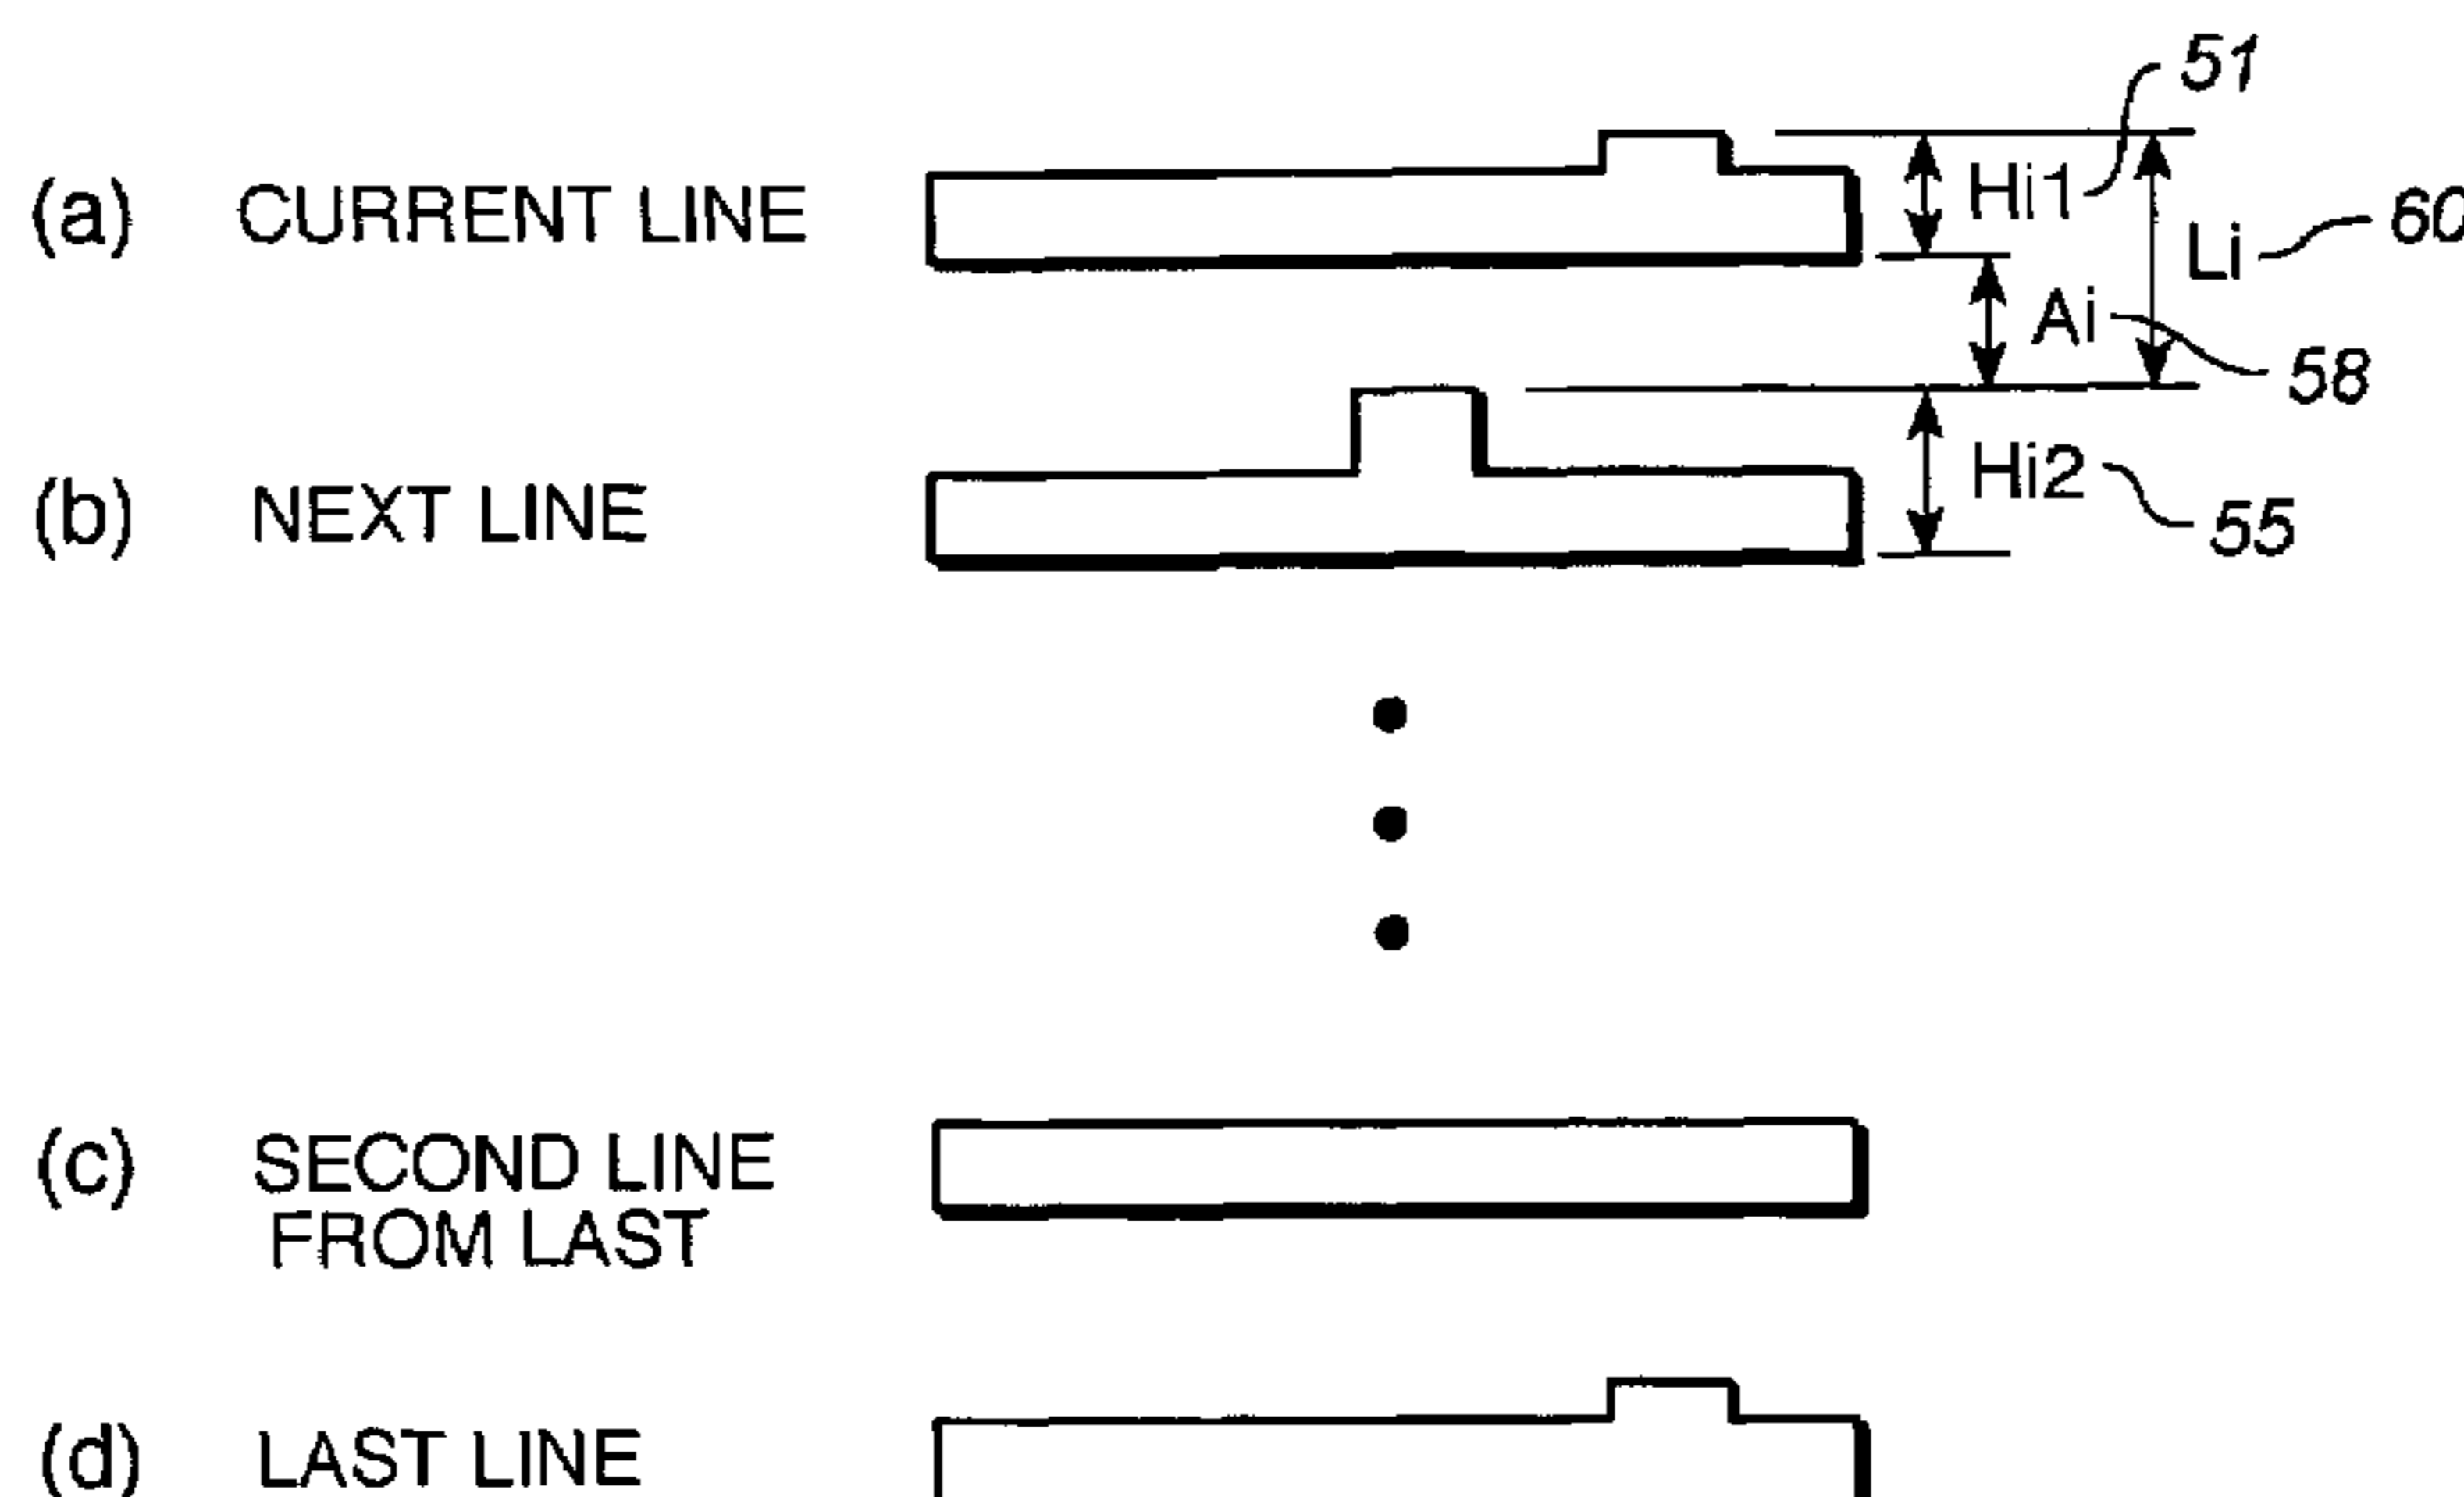 51
(a) CURRENT LINE Hi1 Li 60
Ai 58
(b) NEXT LINE Hi2 55
(c) SECOND LINE
FROM LAST
(d) LAST LINE